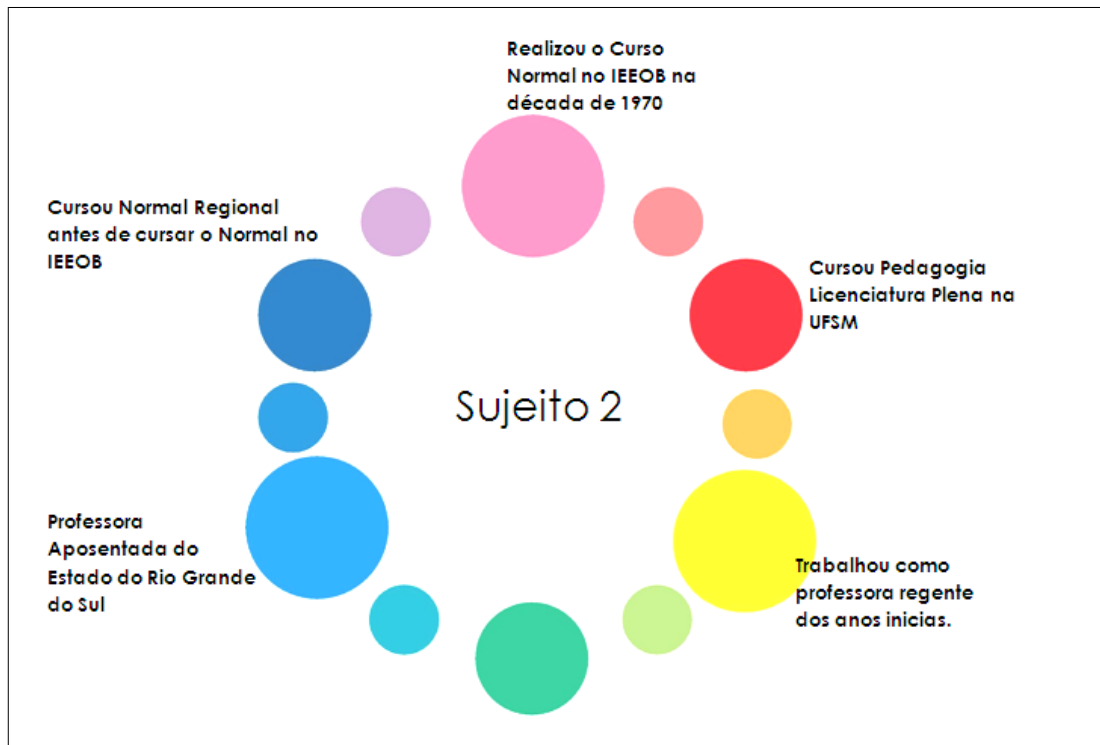 Realizou o Curso
Normal no IEEOB na
década de 1970
Cursou Normal Regional
antes de cursar o Normal no
IEEOB
Cursou Pedagogia
Licenciatura Plena na
UFSM
Sujeito 2
Professora
Aposentada do
Estado do Rio Grande
do Sul
Trabalhou como
professora regente
dos anos inicias.